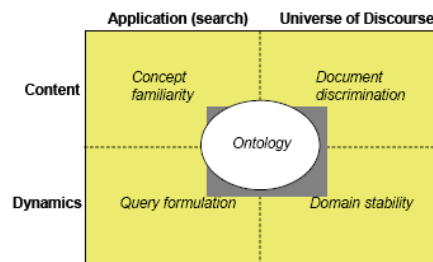 Application (search) Universe of Discourse
Concept
familiarity
Document
discrimination
Content
Ontology
Dynamics
Query formulation
Domain stability